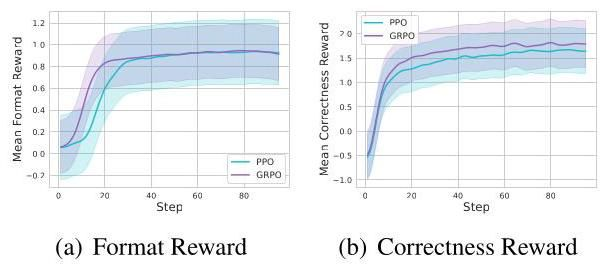 1.2
1.0
0.8
0.6
0.4
0.2
0.0
−0.2
0 20 40 60 80
Mean Format Reward
Step
PPO
GRPO
(a) Format Reward
2.0
1.5
1.0
0.5
0.0
−0.5
−1.0
0 20 40 60 80
Mean Correctness Reward
Step
PPO
GRPO
(b) Correctness Reward